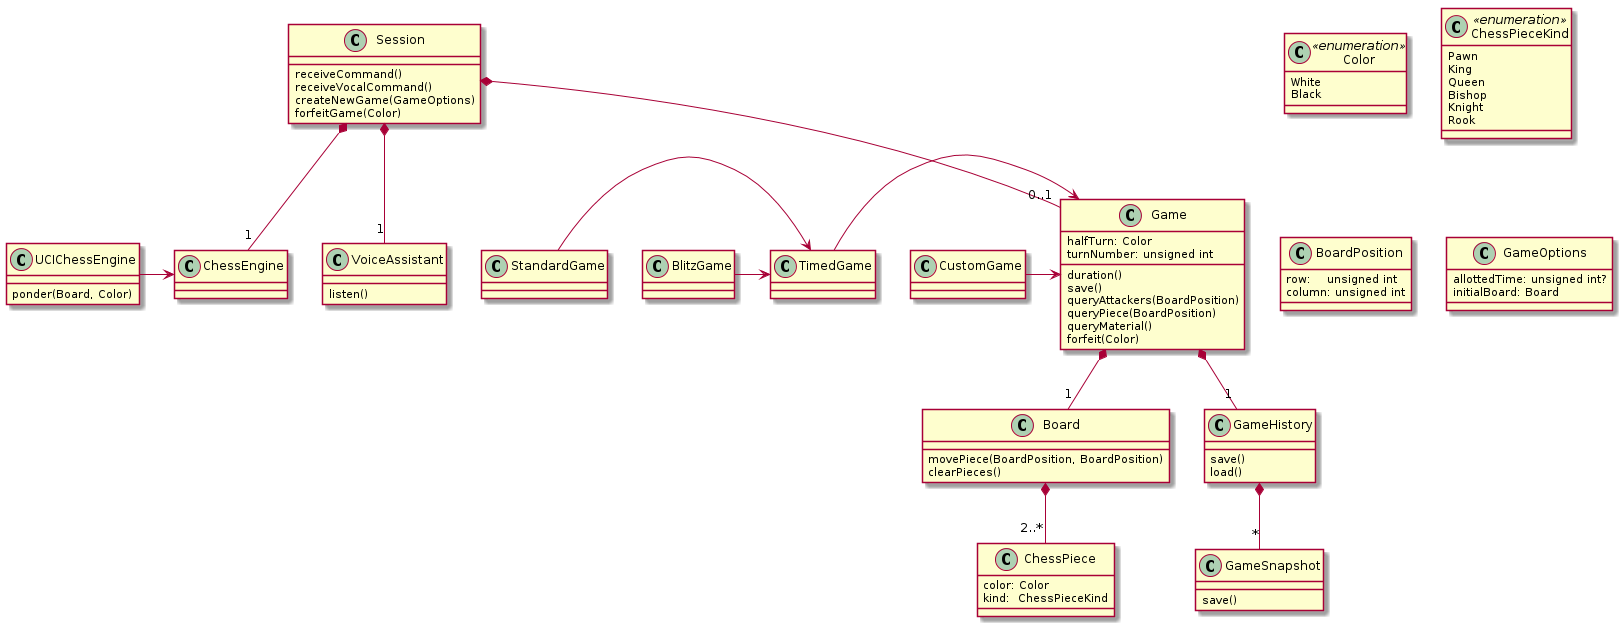 C Session
receiveCommand()
receiveVocalCommand()
createNewGame(GameOptions)
forfeitGame(Color)
C «enumeration»
Color
White
Black
C «enumeration»
ChessPieceKind
Pawn
King
Queen
Bishop
Knight
Rook
1
1
0..1
C UCIChessEngine
ponder(Board, Color)
C ChessEngine
C VoiceAssistant
listen()
C StandardGame
C BlitzGame
C TimedGame
C CustomGame
C Game
halfTurn: Color
turnNumber: unsigned int
duration()
save()
queryAttackers(BoardPosition)
queryPiece(BoardPosition)
queryMaterial()
forfeit(Color)
C BoardPosition
row: unsigned int
column: unsigned int
C GameOptions
allottedTime: unsigned int?
initialBoard: Board
1
1
C Board
movePiece(BoardPosition, BoardPosition)
clearPieces()
C GameHistory
save()
load()
2..*
*
C ChessPiece
color: Color
kind: ChessPieceKind
C GameSnapshot
save()